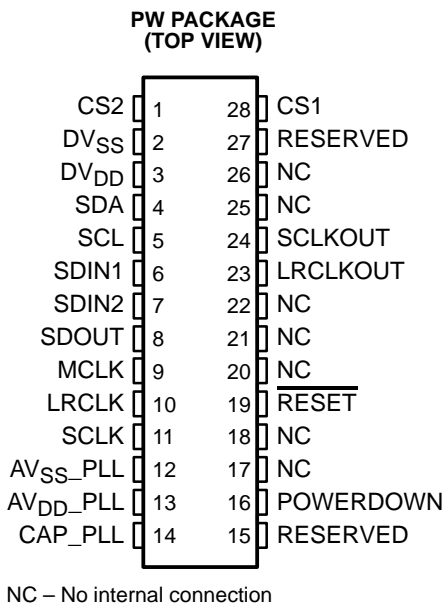 PW PACKAGE
(TOP VIEW)
CS2 1 28 CS1
DVSS 2 27 RESERVED
DVDD 3 26 NC
SDA 4 25 NC
SCL 5 24 SCLKOUT
SDIN1 6 23 LRCLKOUT
SDIN2 7 22 NC
SDOUT 8 21 NC
MCLK 9 20 NC
LRCLK 10 19 RESET
SCLK 11 18 NC
AVSS_PLL 12 17 NC
AVDD_PLL 13 16 POWERDOWN
CAP_PLL 14 15 RESERVED
NC – No internal connection